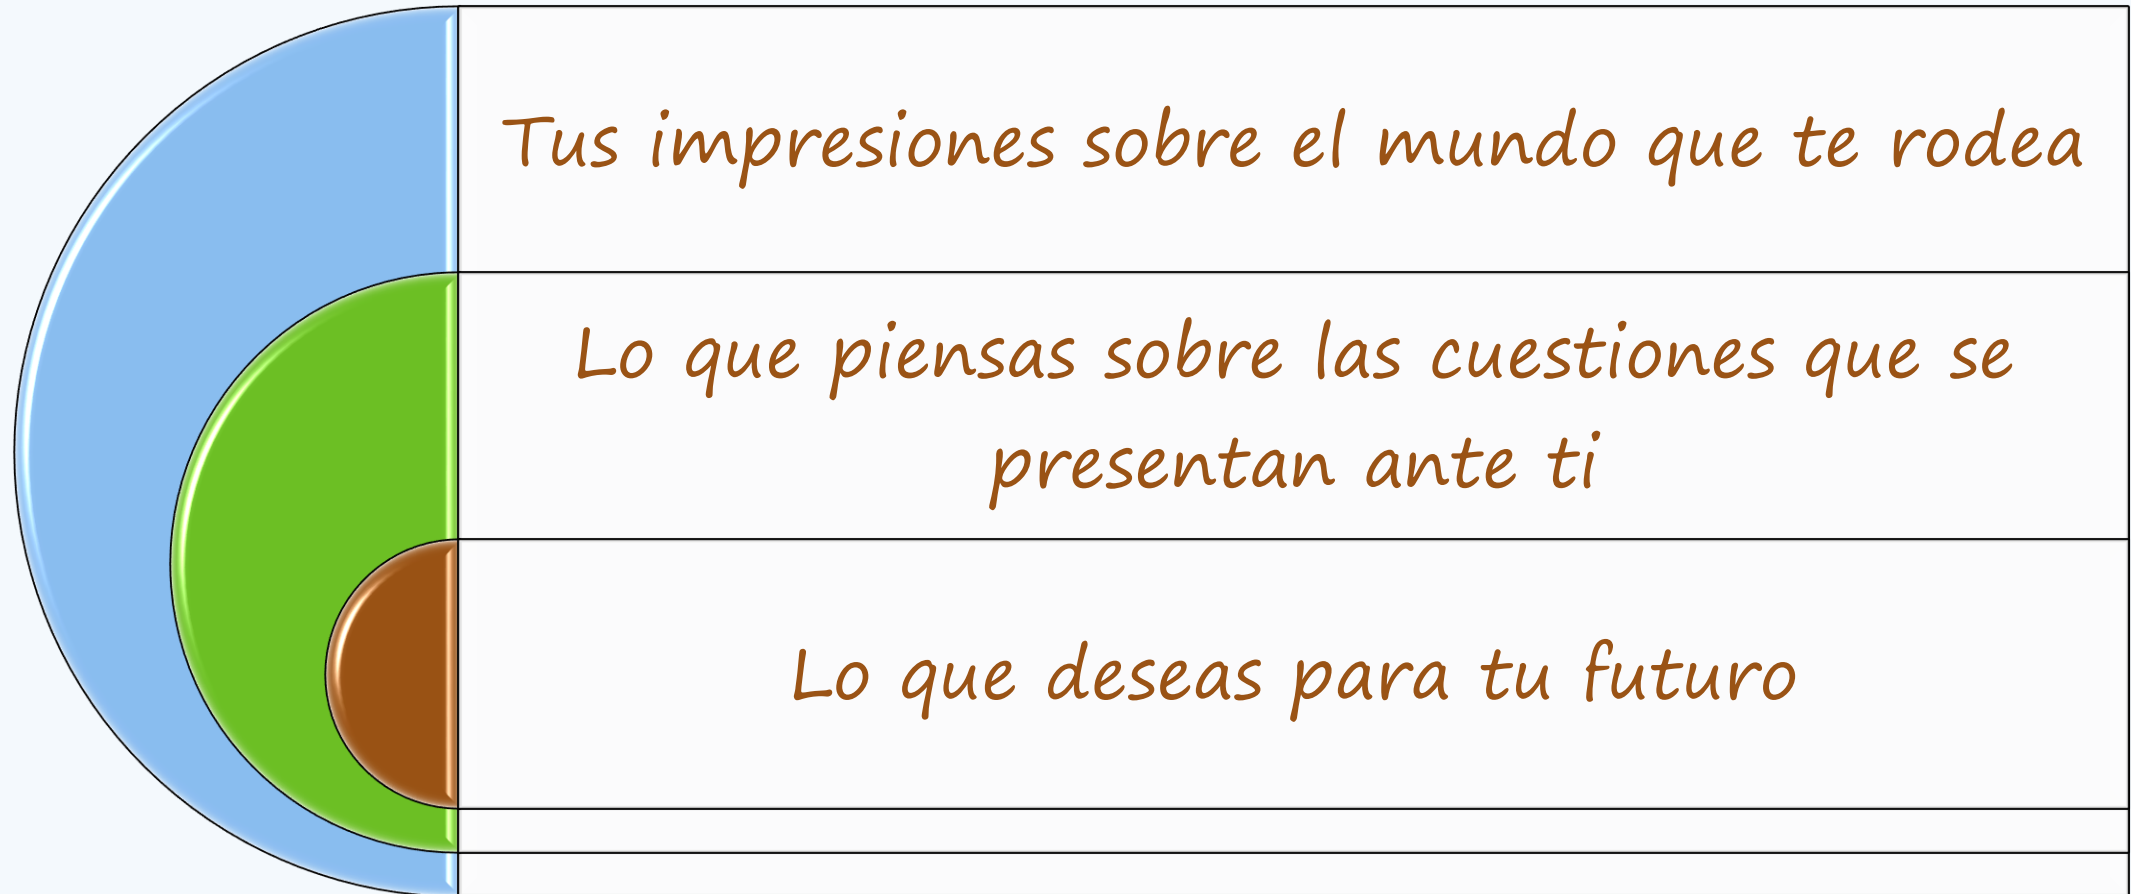 Tus impresiones sobre el mundo que te rodea
Lo que piensas sobre las cuestiones que se
presentan ante ti
Lo que deseas para tu futuro